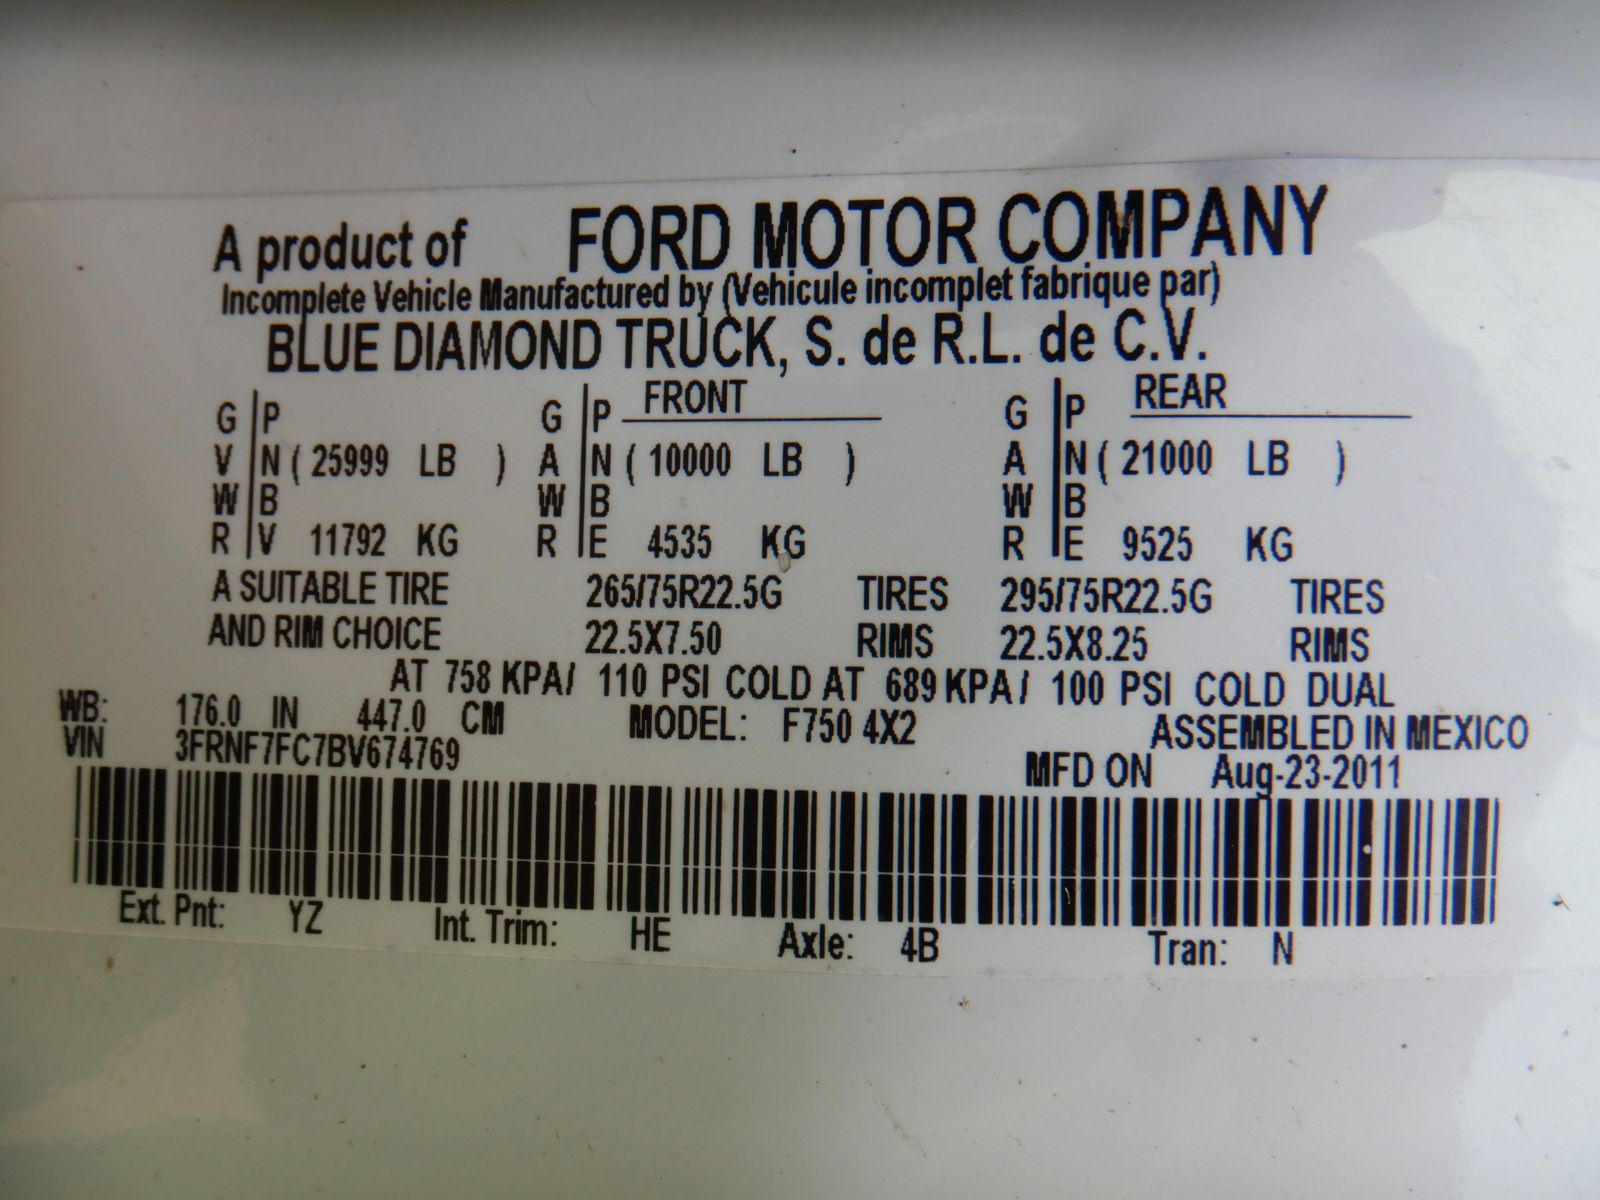 A product of FORD MOTOR COMPANY
Incomplete Vehicle Manufactured by (Vehicule incomplet fabrique par)
BLUE DIAMOND TRUCK, S. de R.L. de C.V.
G P G P FRONT G P REAR
V N ( 25999 LB ) A N ( 10000 LB ) A N ( 21000 LB )
W B W B W B
R V 11792 KG R E 4535 KG R E 9525 KG
A SUITABLE TIRE 265/75R22.5G TIRES 295/75R22.5G TIRES
AND RIM CHOICE 22.5X7.50 RIMS 22.5X8.25 RIMS
AT 758 KPA/ 110 PSI COLD AT 689 KPA/ 100 PSI COLD DUAL
WB: 176.0 IN 447.0 CM MODEL: F750 4X2 ASSEMBLED IN MEXICO
VIN 3FRNF7FC7BV674769 MFD ON Aug-23-2011
Ext. Pnt: YZ Int. Trim: HE Axle: 4B Tran: N